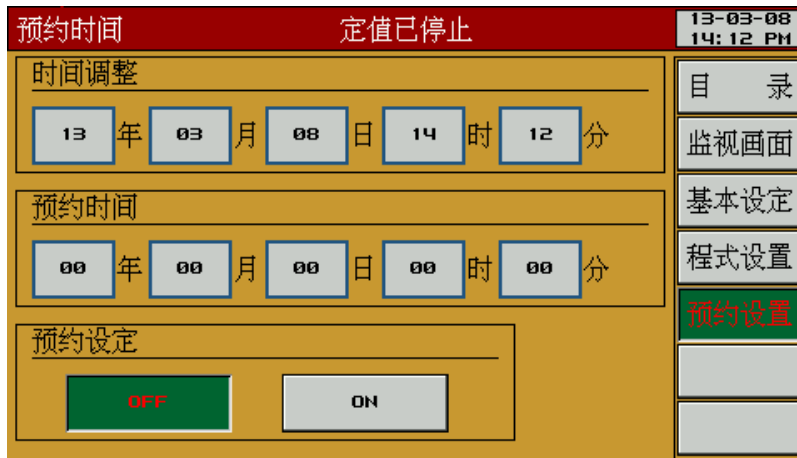 预约时间 定值已停止 13-03-08
14:12 PM
时间调整
13 年 03 月 08 日 14 时 12 分
预约时间
00 年 00 月 00 日 00 时 00 分
预约设定
OFF ON
目 录
监视画面
基本设定
程式设置
预约设置